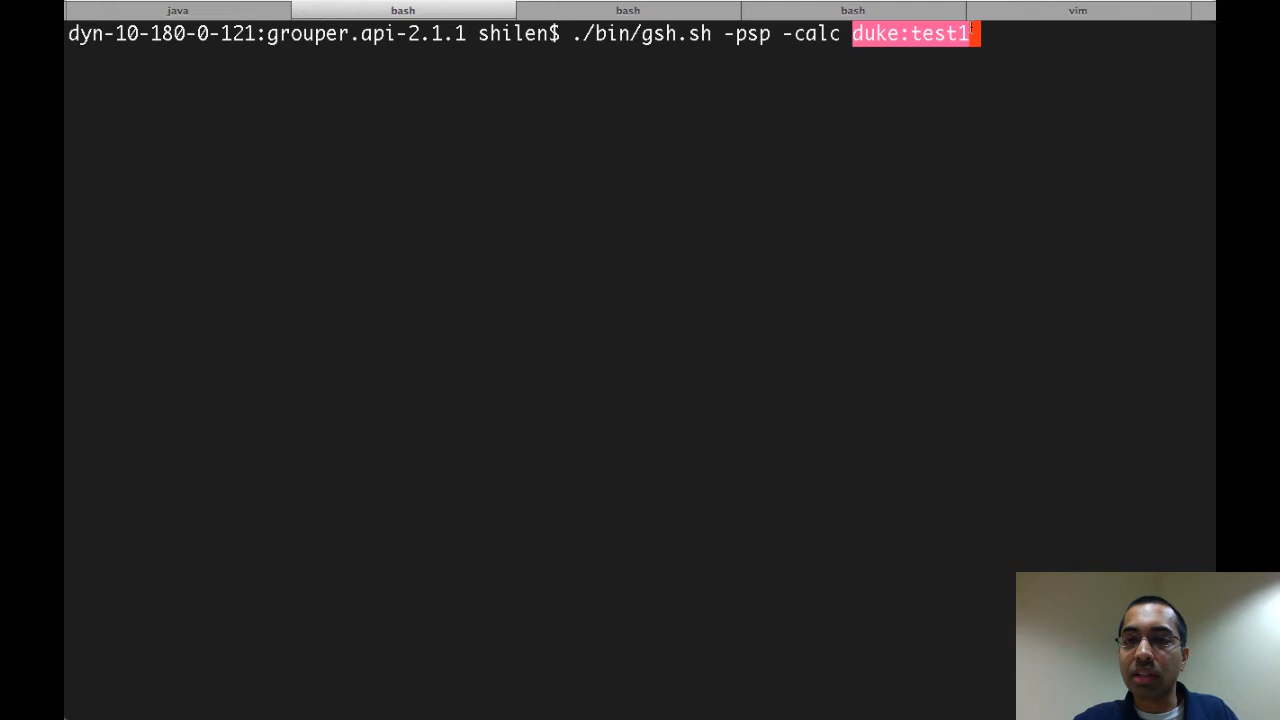 java
bash
bash
bash
vim
dyn-10-180-0-121:grouper.api-2.1.1 shilen$ ./bin/gsh.sh -psp -calc duke:test1